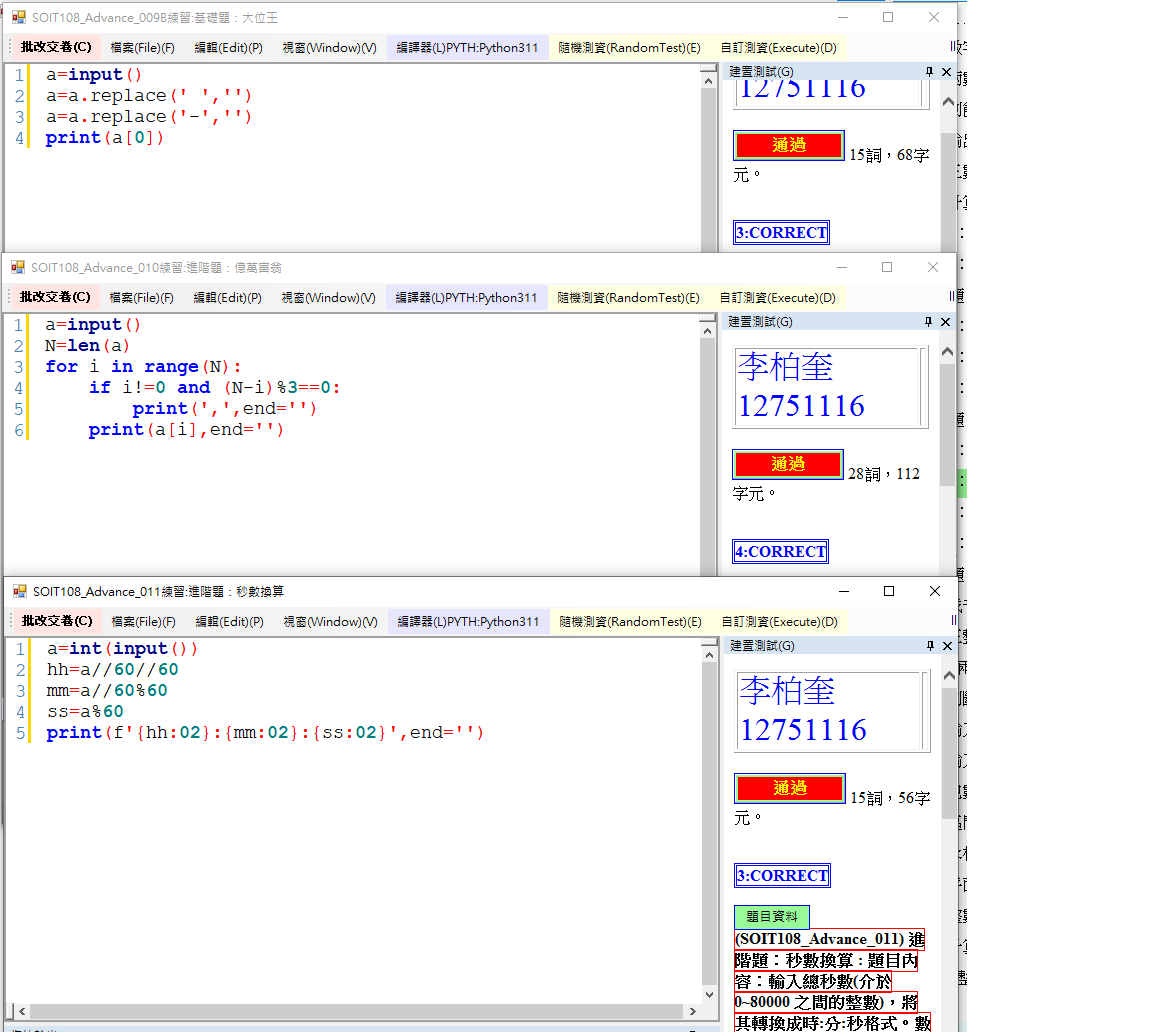 SOIT108_Advance_009B練習:基礎題：大位王
批改交卷(C) 檔案(File)(F) 編輯(Edit)(P) 視窗(Window)(V) 編譯器(L)PYTH:Python311 隨機測資(RandomTest)(E) 自訂測資(Execute)(D)
1 a=input()
2 a=a.replace(' ','')
3 a=a.replace('-','')
4 print(a[0])
建置測試(G)
12751116
通過 15詞，68字
元。
3:CORRECT
SOIT108_Advance_010練習:進階題：億萬富翁
批改交卷(C) 檔案(File)(F) 編輯(Edit)(P) 視窗(Window)(V) 編譯器(L)PYTH:Python311 隨機測資(RandomTest)(E) 自訂測資(Execute)(D)
1 a=input()
2 N=len(a)
3 for i in range(N):
4     if i!=0 and (N-i)%3==0:
5         print(',',end='')
6     print(a[i],end='')
建置測試(G)
李柏奎
12751116
通過 28詞，112
字元。
4:CORRECT
SOIT108_Advance_011練習:進階題：秒數換算
批改交卷(C) 檔案(File)(F) 編輯(Edit)(P) 視窗(Window)(V) 編譯器(L)PYTH:Python311 隨機測資(RandomTest)(E) 自訂測資(Execute)(D)
1 a=int(input())
2 hh=a//60//60
3 mm=a//60%60
4 ss=a%60
5 print(f'{hh:02}:{mm:02}:{ss:02}',end='')
建置測試(G)
李柏奎
12751116
通過 15詞，56字
元。
3:CORRECT
題目資料
(SOIT108_Advance_011) 進
階題：秒數換算 : 題目內
容：輸入總秒數(介於
0~80000 之間的整數)，將
其轉換成時:分:秒格式。數